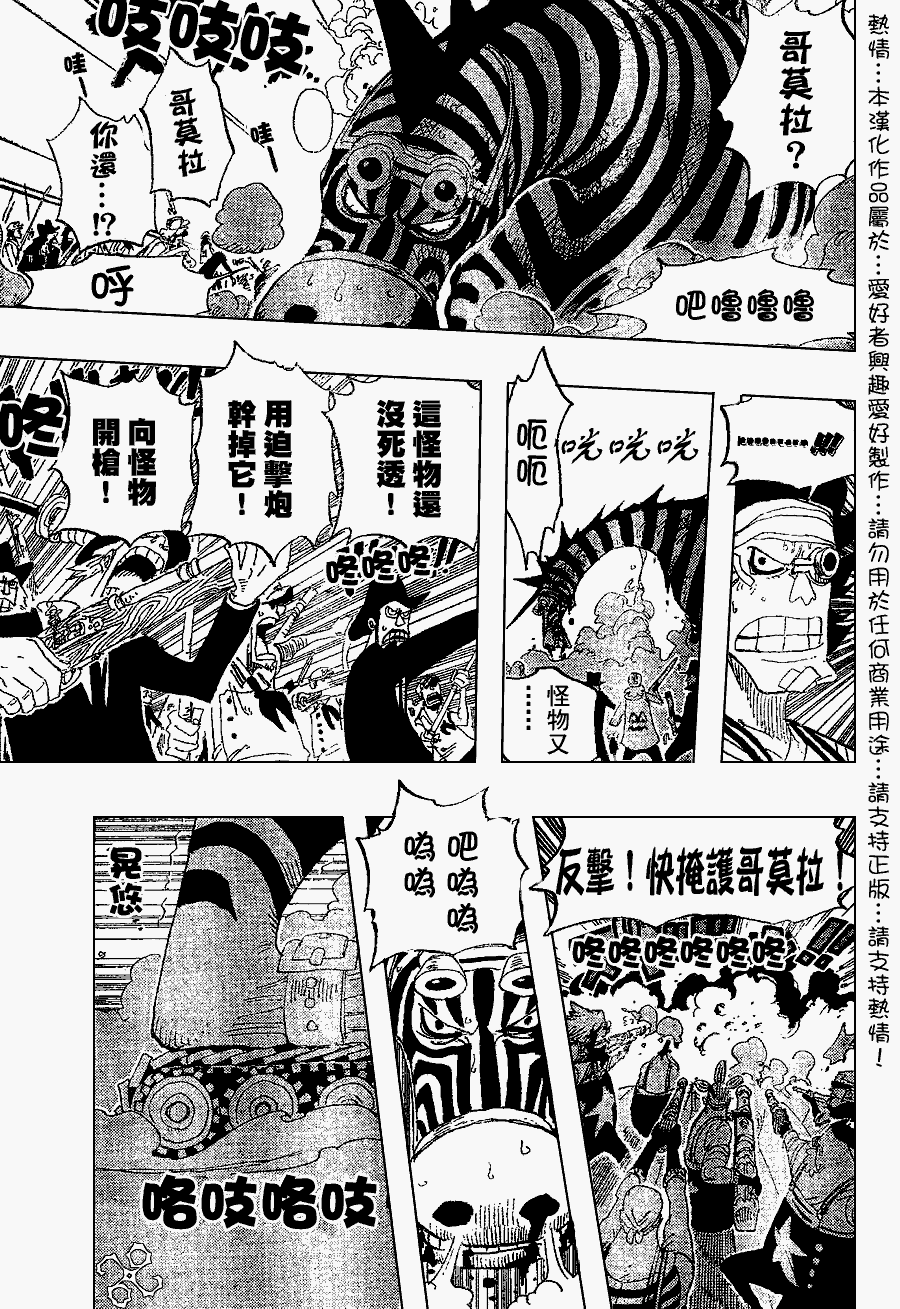 哥莫拉？
吱吱吱
哇—
哥莫拉
哇—
你還…!?
吧嚕嚕嚕
呼
!!!
咣咣咣
呃呃
怪物又……
這怪物還
沒死透！
用迫擊炮
幹掉它！
向怪物
開槍！
咚咚咚!!
咚
反擊！快掩護哥莫拉！
咚咚咚咚咚咚!!
吧嗚嗚
嗚嗚
晃悠
咯吱咯吱
熱情…本漢化作品屬於…愛好者興趣愛好製作…請勿用於任何商業用途…請支持正版…請支持熱情！